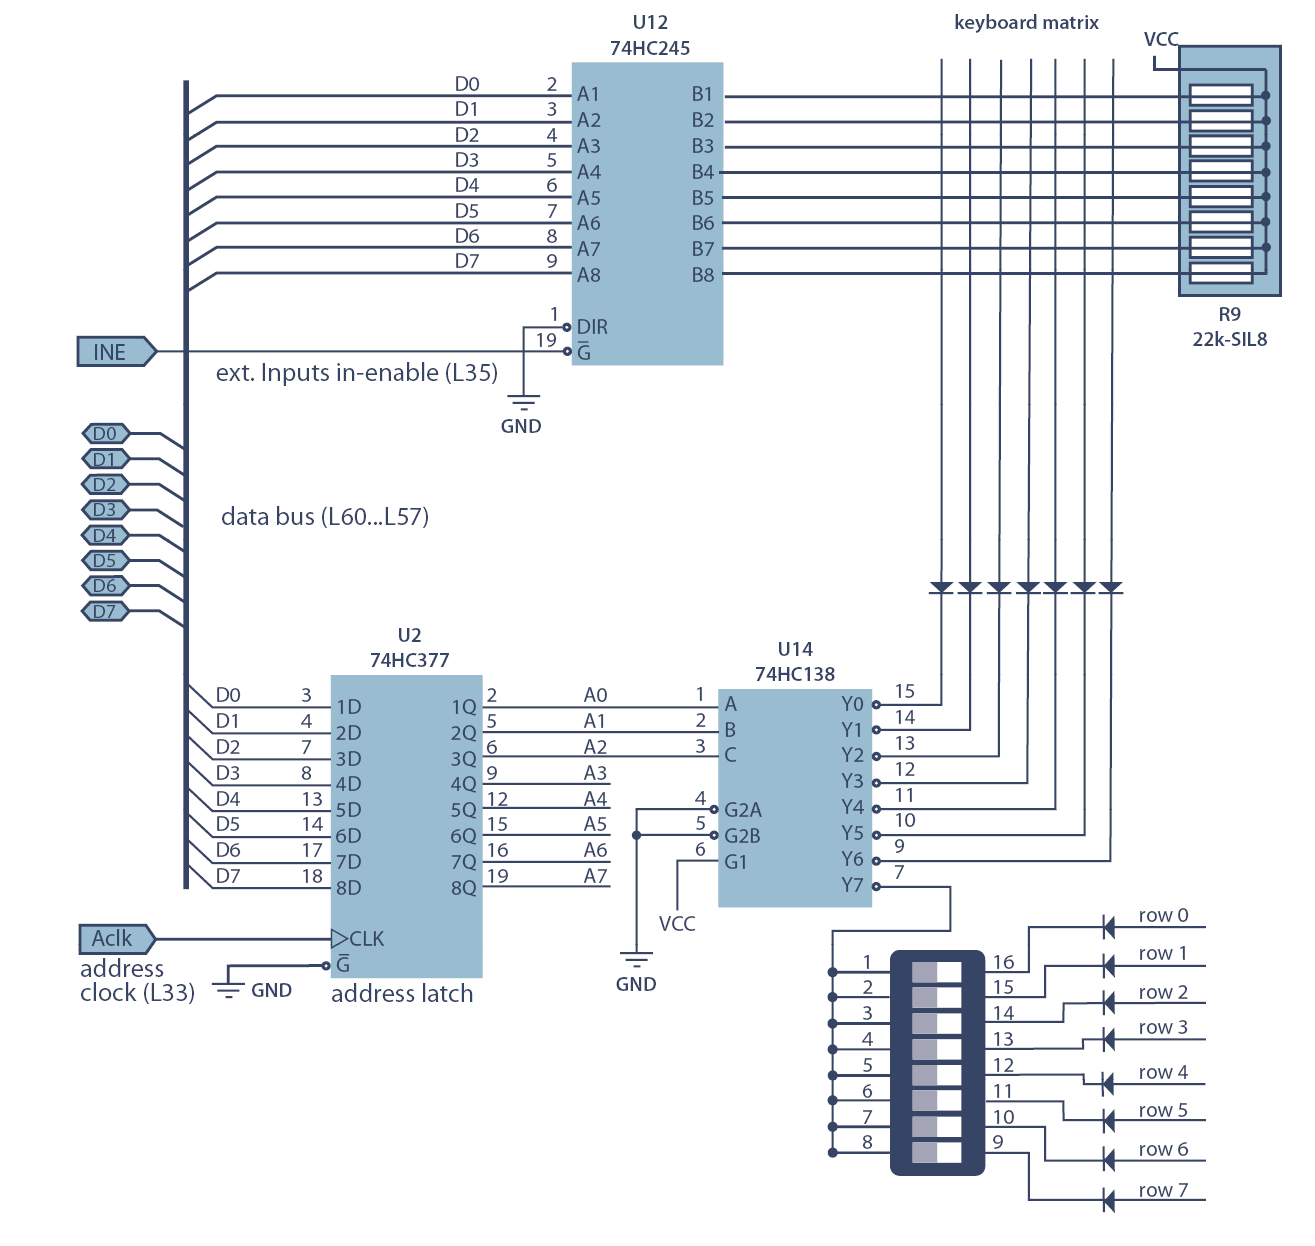 U12
74HC245
keyboard matrix
VCC
D0 2 A1 B1
D1 3 A2 B2
D2 4 A3 B3
D3 5 A4 B4
D4 6 A5 B5
D5 7 A6 B6
D6 8 A7 B7
D7 9 A8 B8
1 DIR
19 G̅
R9
22k-SIL8
INE
ext. Inputs in-enable (L35)
GND
D0
D1
D2
D3
D4
D5
D6
D7
data bus (L60...L57)
U2
74HC377
U14
74HC138
D0 3 1D 1Q 2 A0 1 A Y0 15
D1 4 2D 2Q 5 A1 2 B Y1 14
D2 7 3D 3Q 6 A2 3 C Y2 13
D3 8 4D 4Q 9 A3 Y3 12
D4 13 5D 5Q 12 A4 4 G2A Y4 11
D5 14 6D 6Q 15 A5 5 G2B Y5 10
D6 17 7D 7Q 16 A6 6 G1 Y6 9
D7 18 8D 8Q 19 A7 Y7 7
VCC
Aclk
CLK
address
clock (L33)
G̅
GND
address latch
GND
1 16 row 0
2 15 row 1
3 14 row 2
4 13 row 3
5 12 row 4
6 11 row 5
7 10 row 6
8 9 row 7